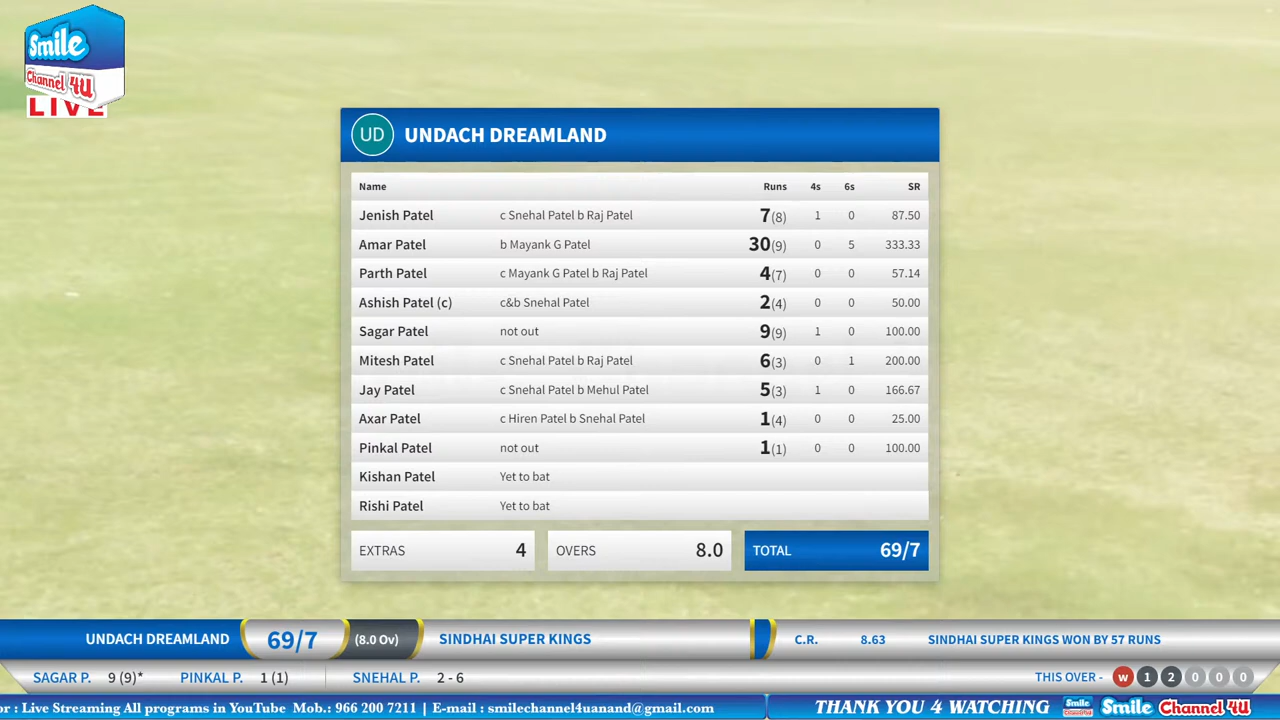 Smile
Channel 4U
LIVE
UD UNDACH DREAMLAND
Name Runs 4s 6s SR
Jenish Patel c Snehal Patel b Raj Patel 7(8) 1 0 87.50
Amar Patel b Mayank G Patel 30(9) 0 5 333.33
Parth Patel c Mayank G Patel b Raj Patel 4(7) 0 0 57.14
Ashish Patel (c) c&b Snehal Patel 2(4) 0 0 50.00
Sagar Patel not out 9(9) 1 0 100.00
Mitesh Patel c Snehal Patel b Raj Patel 6(3) 0 1 200.00
Jay Patel c Snehal Patel b Mehul Patel 5(3) 1 0 166.67
Axar Patel c Hiren Patel b Snehal Patel 1(4) 0 0 25.00
Pinkal Patel not out 1(1) 0 0 100.00
Kishan Patel Yet to bat
Rishi Patel Yet to bat
EXTRAS 4 OVERS 8.0 TOTAL 69/7
UNDACH DREAMLAND 69/7 (8.0 Ov) SINDHAI SUPER KINGS C.R. 8.63 SINDHAI SUPER KINGS WON BY 57 RUNS
SAGAR P. 9 (9)* PINKAL P. 1 (1) SNEHAL P. 2 - 6 THIS OVER - w 1 2 0 0 0
or : Live Streaming All programs in YouTube Mob.: 966 200 7211 | E-mail : smilechannel4uanand@gmail.com THANK YOU 4 WATCHING Smile Smile Channel 4U